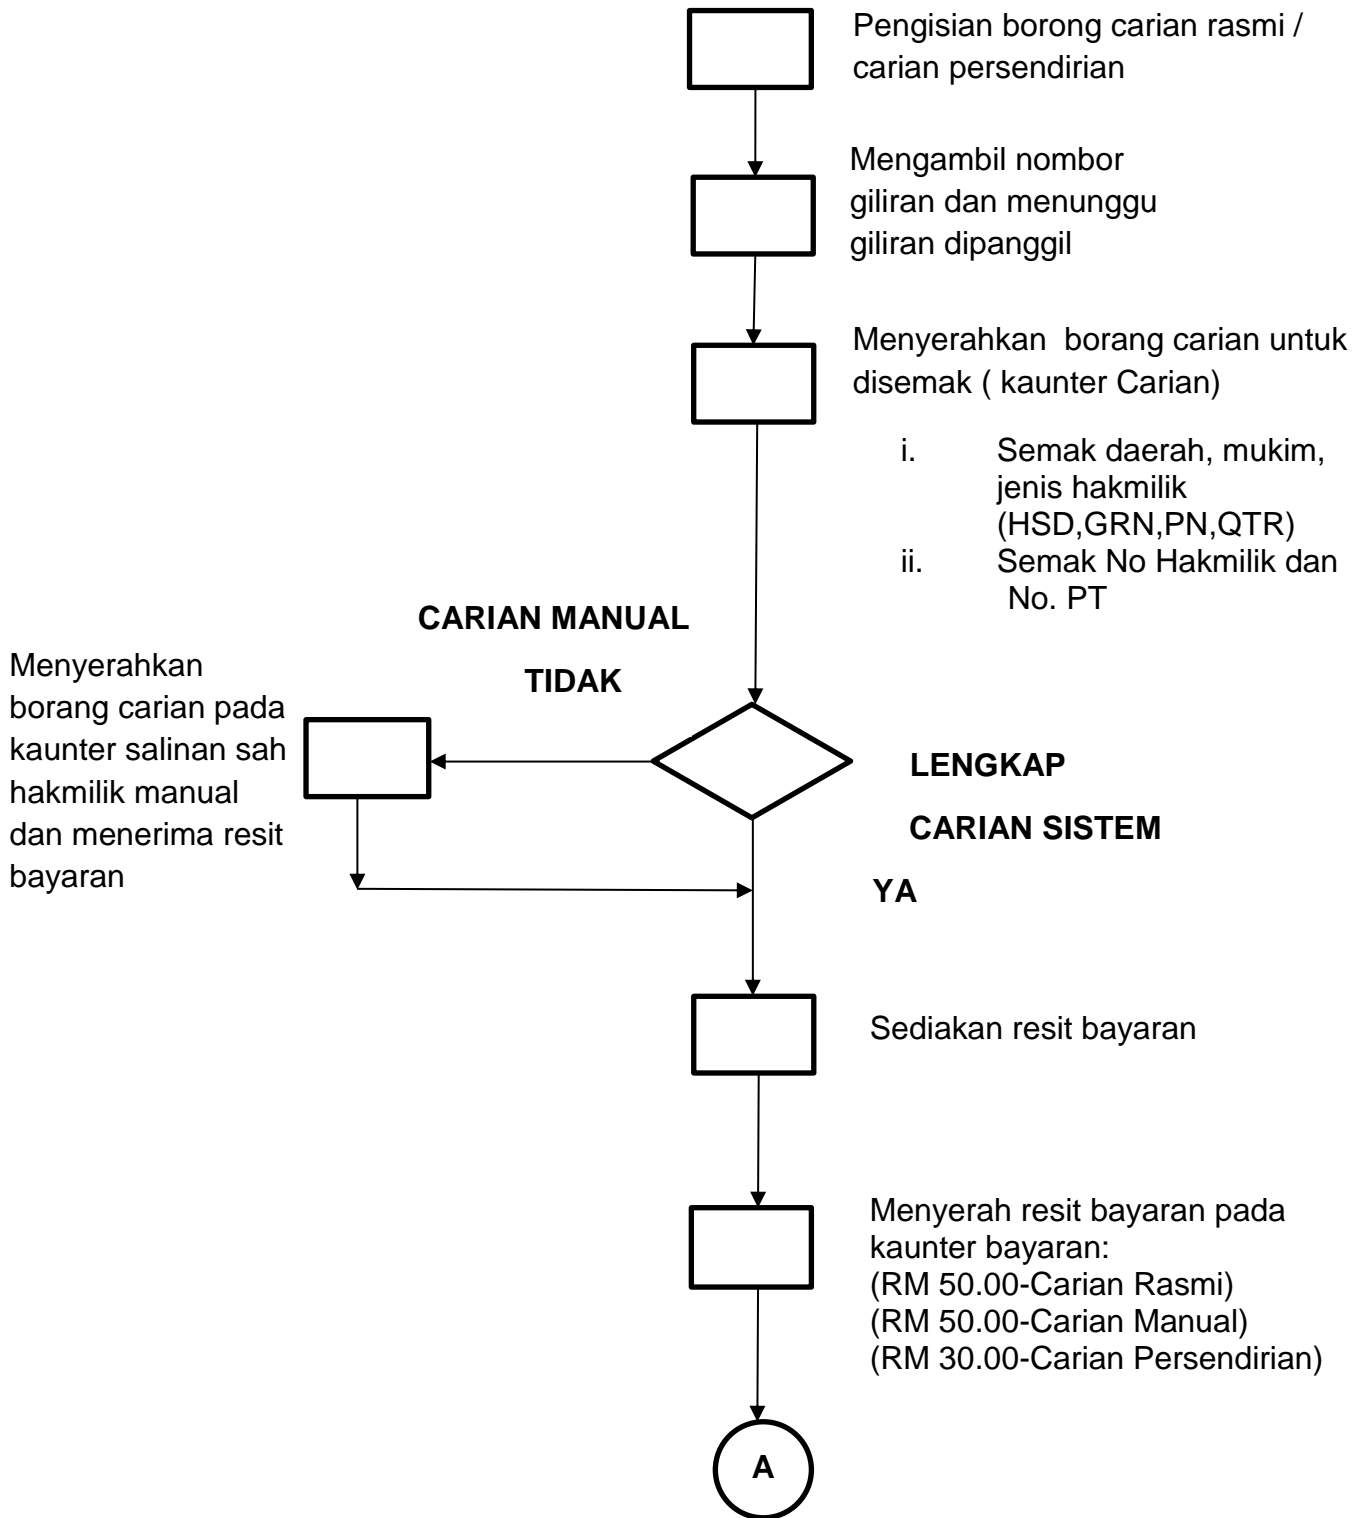 Pengisian borong carian rasmi /
carian persendirian
Mengambil nombor
giliran dan menunggu
giliran dipanggil
Menyerahkan  borang carian untuk
disemak ( kaunter Carian)
i. Semak daerah, mukim,
jenis hakmilik
(HSD,GRN,PN,QTR)
ii. Semak No Hakmilik dan
No. PT
CARIAN MANUAL
TIDAK
Menyerahkan
borang carian pada
kaunter salinan sah
hakmilik manual
dan menerima resit
bayaran
LENGKAP
CARIAN SISTEM
YA
Sediakan resit bayaran
Menyerah resit bayaran pada
kaunter bayaran:
(RM 50.00-Carian Rasmi)
(RM 50.00-Carian Manual)
(RM 30.00-Carian Persendirian)
A